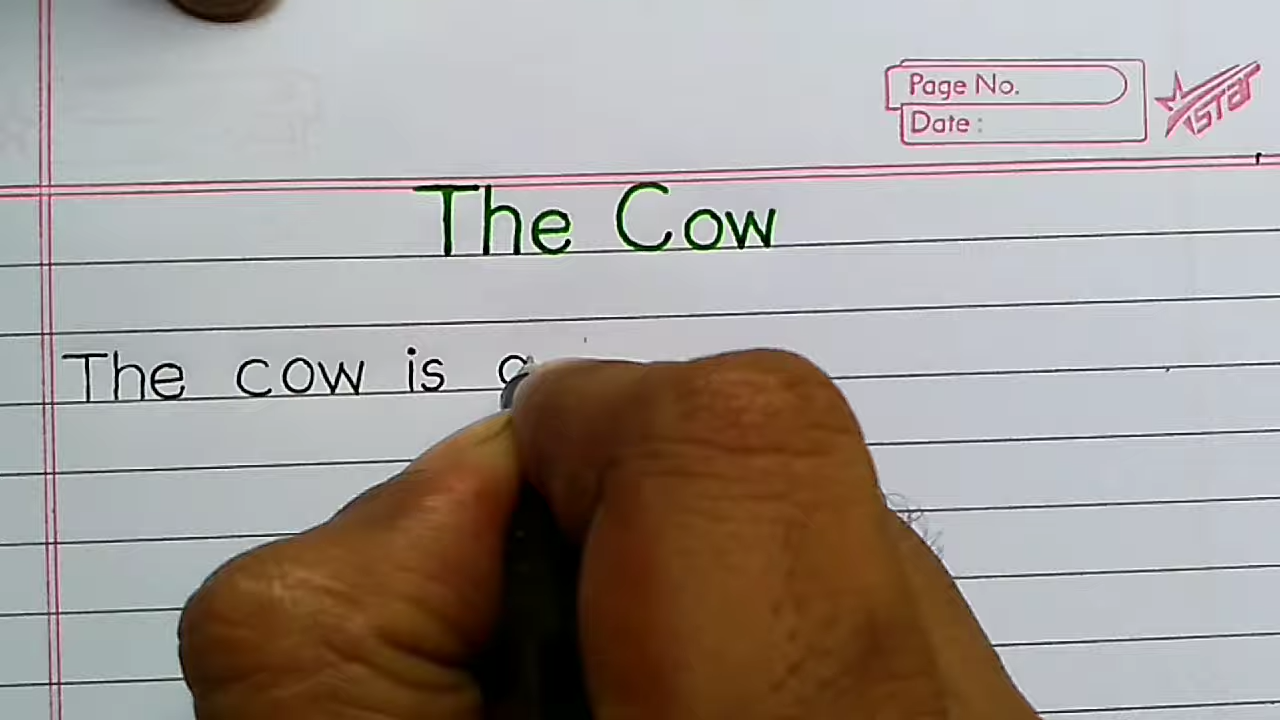 Page No.
Date :
Star
The Cow
The cow is a